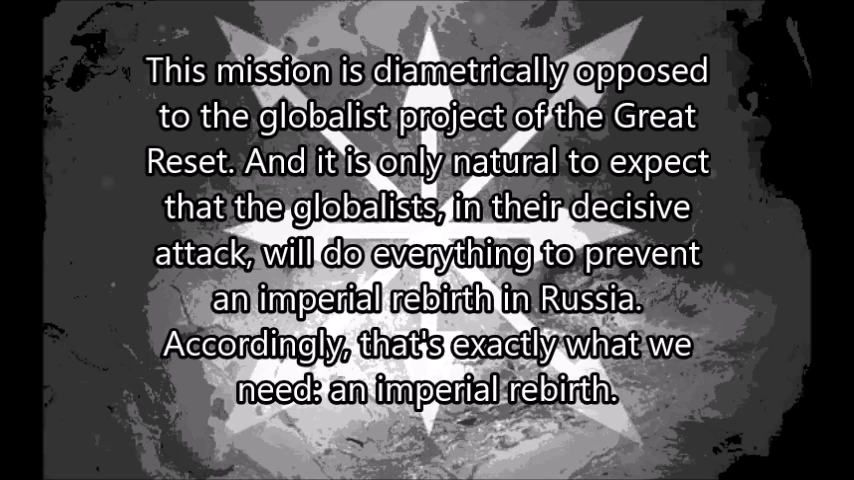 This mission is diametrically opposed
to the globalist project of the Great
Reset. And it is only natural to expect
that the globalists, in their decisive
attack, will do everything to prevent
an imperial rebirth in Russia.
Accordingly, that's exactly what we
need: an imperial rebirth.